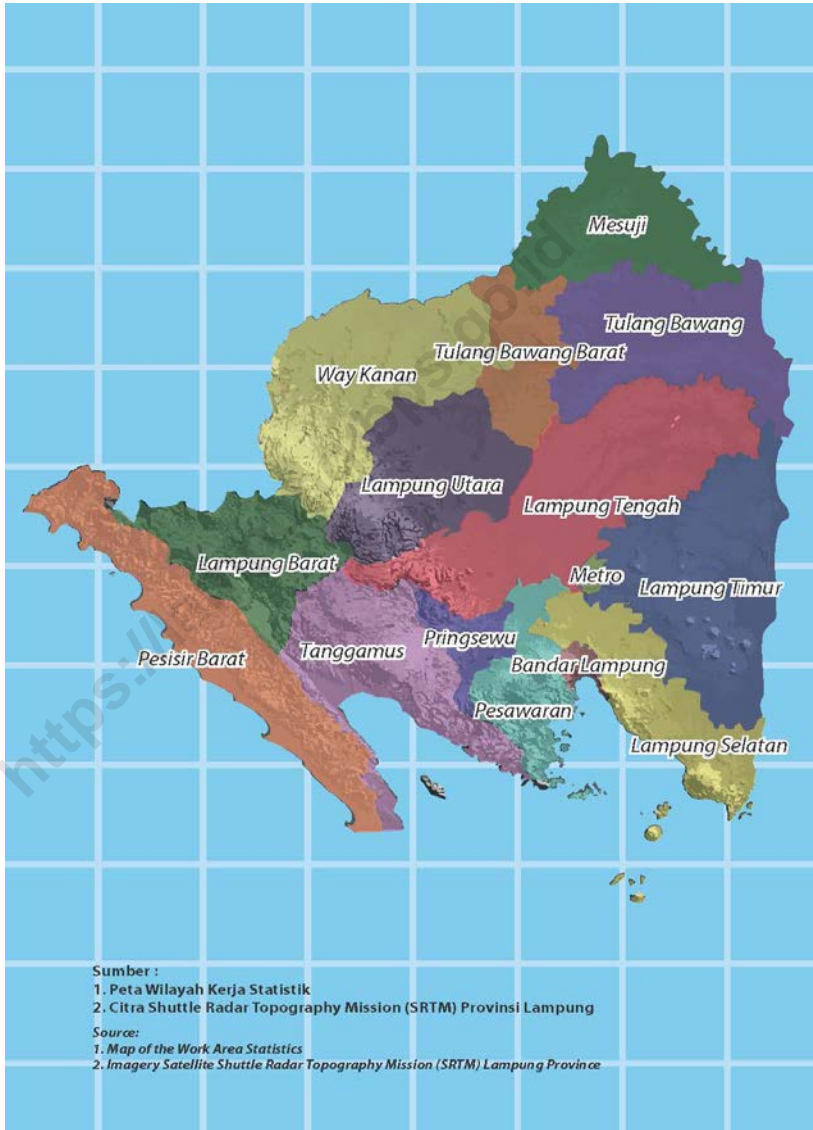 Mesuji
Tulang Bawang
Tulang Bawang Barat
Way Kanan
Lampung Utara
Lampung Tengah
Lampung Barat
Metro
Lampung Timur
Pringsewu
Tanggamus
Pesisir Barat
Bandar Lampung
Pesawaran
Lampung Selatan
Sumber :
1. Peta Wilayah Kerja Statistik
2. Citra Shuttle Radar Topography Mission (SRTM) Provinsi Lampung
Source:
1. Map of the Work Area Statistics
2. Imagery Satellite Shuttle Radar Topography Mission (SRTM) Lampung Province